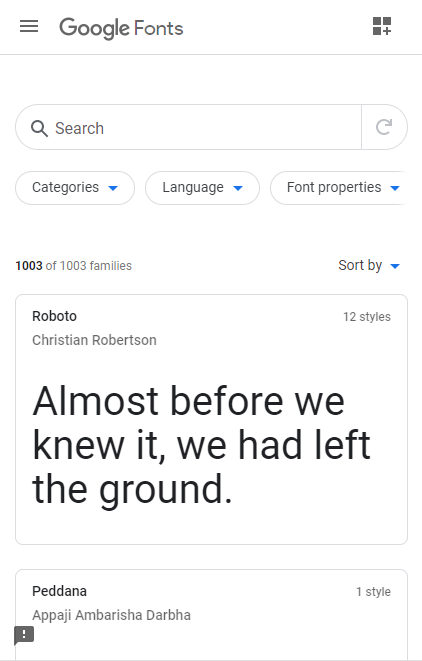 Google Fonts
Search
Categories Language Font properties
1003 of 1003 families Sort by
Roboto 12 styles
Christian Robertson
Almost before we
knew it, we had left
the ground.
Peddana 1 style
Appaji Ambarisha Darbha